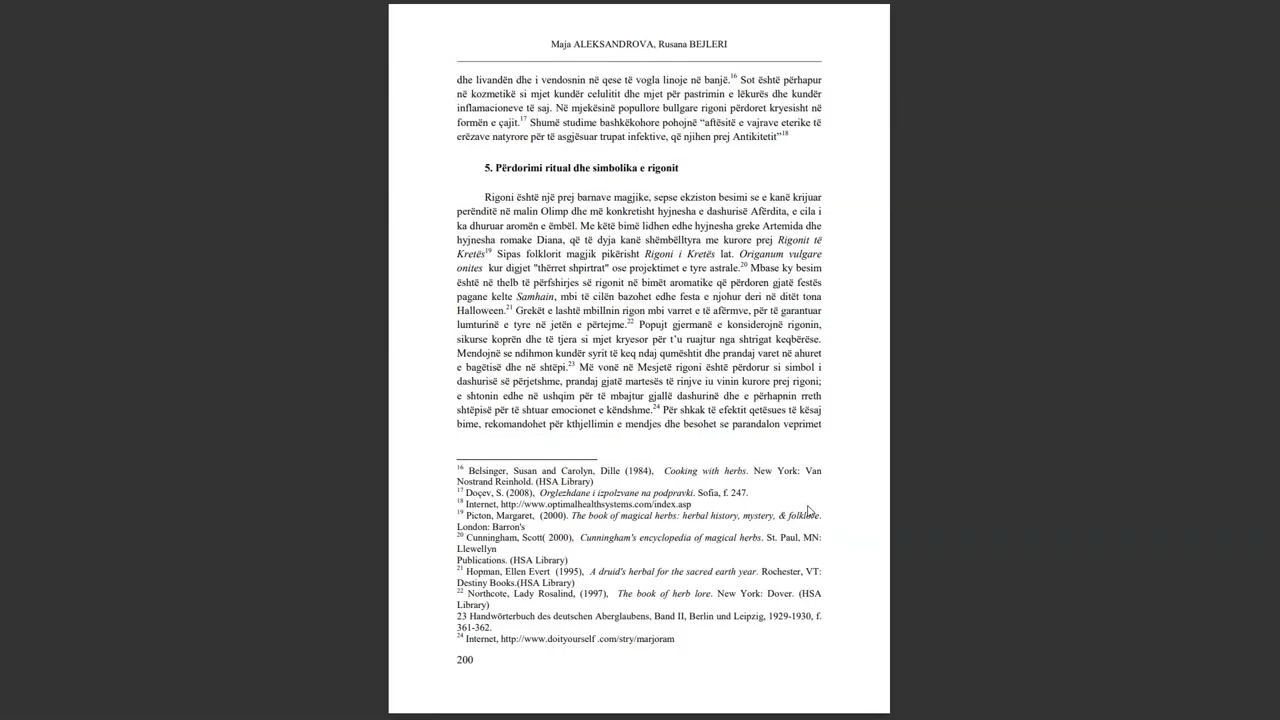 Maja ALEKSANDROVA, Rusana BEJLERI
dhe livandën dhe i vendosnin në qese të vogla linoje në banjë.16 Sot është përhapur
në kozmetikë si mjet kundër celulitit dhe mjet për pastrimin e lëkurës dhe kundër
inflamacioneve të saj. Në mjekësinë popullore bullgare rigoni përdoret kryesisht në
formën e çajit.17 Shumë studime bashkëkohore pohojnë “aftësitë e vajrave eterike të
erëzave natyrore për të asgjësuar trupat infektive, që njihen prej Antikitetit”18
5. Përdorimi ritual dhe simbolika e rigonit
Rigoni është një prej barnave magjike, sepse ekziston besimi se e kanë krijuar
perënditë në malin Olimp dhe më konkretisht hyjnesha e dashurisë Afërdita, e cila i
ka dhuruar aromën e ëmbël. Me këtë bimë lidhen edhe hyjnesha greke Artemida dhe
hyjnesha romake Diana, që të dyja kanë shëmbëlltyra me kurore prej Rigonit të
Kretës19 Sipas folklorit magjik pikërisht Rigoni i Kretës lat. Origanum vulgare
onites kur digjet "thërret shpirtrat" ose projektimet e tyre astrale.20 Mbase ky besim
është në thelb të përfshirjes së rigonit në bimët aromatike që përdoren gjatë festës
pagane kelte Samhain, mbi të cilën bazohet edhe festa e njohur deri në ditët tona
Halloween.21 Grekët e lashtë mbillnin rigon mbi varret e të afërmve, për të garantuar
lumturinë e tyre në jetën e përtejme.22 Popujt gjermanë e konsiderojnë rigonin,
sikurse koprën dhe të tjera si mjet kryesor për t’u ruajtur nga shtrigat keqbërëse.
Mendojnë se ndihmon kundër syrit të keq ndaj qumështit dhe prandaj varet në ahuret
e bagëtisë dhe në shtëpi.23 Më vonë në Mesjetë rigoni është përdorur si simbol i
dashurisë së përjetshme, prandaj gjatë martesës të rinjve iu vinin kurore prej rigoni;
e shtonin edhe në ushqim për të mbajtur gjallë dashurinë dhe e përhapnin rreth
shtëpisë për të shtuar emocionet e këndshme.24 Për shkak të efektit qetësues të kësaj
bime, rekomandohet për kthjellimin e mendjes dhe besohet se parandalon veprimet
16 Belsinger, Susan and Carolyn, Dille (1984), Cooking with herbs. New York: Van
Nostrand Reinhold. (HSA Library)
17 Doçev, S. (2008), Orglezhdane i izpolzvane na podpravki. Sofia, f. 247.
18 Internet, http://www.optimalhealthsystems.com/index.asp
19 Picton, Margaret, (2000). The book of magical herbs: herbal history, mystery, & folklore.
London: Barron's
20 Cunningham, Scott( 2000), Cunningham's encyclopedia of magical herbs. St. Paul, MN:
Llewellyn
Publications. (HSA Library)
21 Hopman, Ellen Evert (1995), A druid's herbal for the sacred earth year. Rochester, VT:
Destiny Books.(HSA Library)
22 Northcote, Lady Rosalind, (1997), The book of herb lore. New York: Dover. (HSA
Library)
23 Handwörterbuch des deutschen Aberglaubens, Band II, Berlin und Leipzig, 1929-1930, f.
361-362.
24 Internet, http://www.doityourself .com/stry/marjoram
200